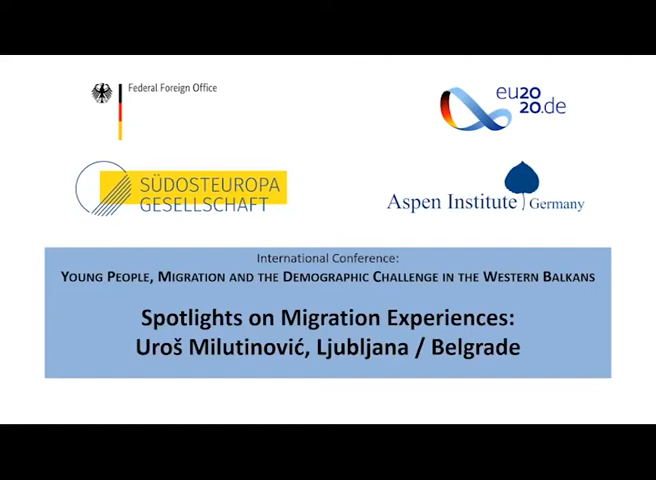 Federal Foreign Office
eu2020.de
SÜDOSTEUROPA
GESELLSCHAFT
Aspen Institute Germany
International Conference:
YOUNG PEOPLE, MIGRATION AND THE DEMOGRAPHIC CHALLENGE IN THE WESTERN BALKANS
Spotlights on Migration Experiences:
Uroš Milutinović, Ljubljana / Belgrade